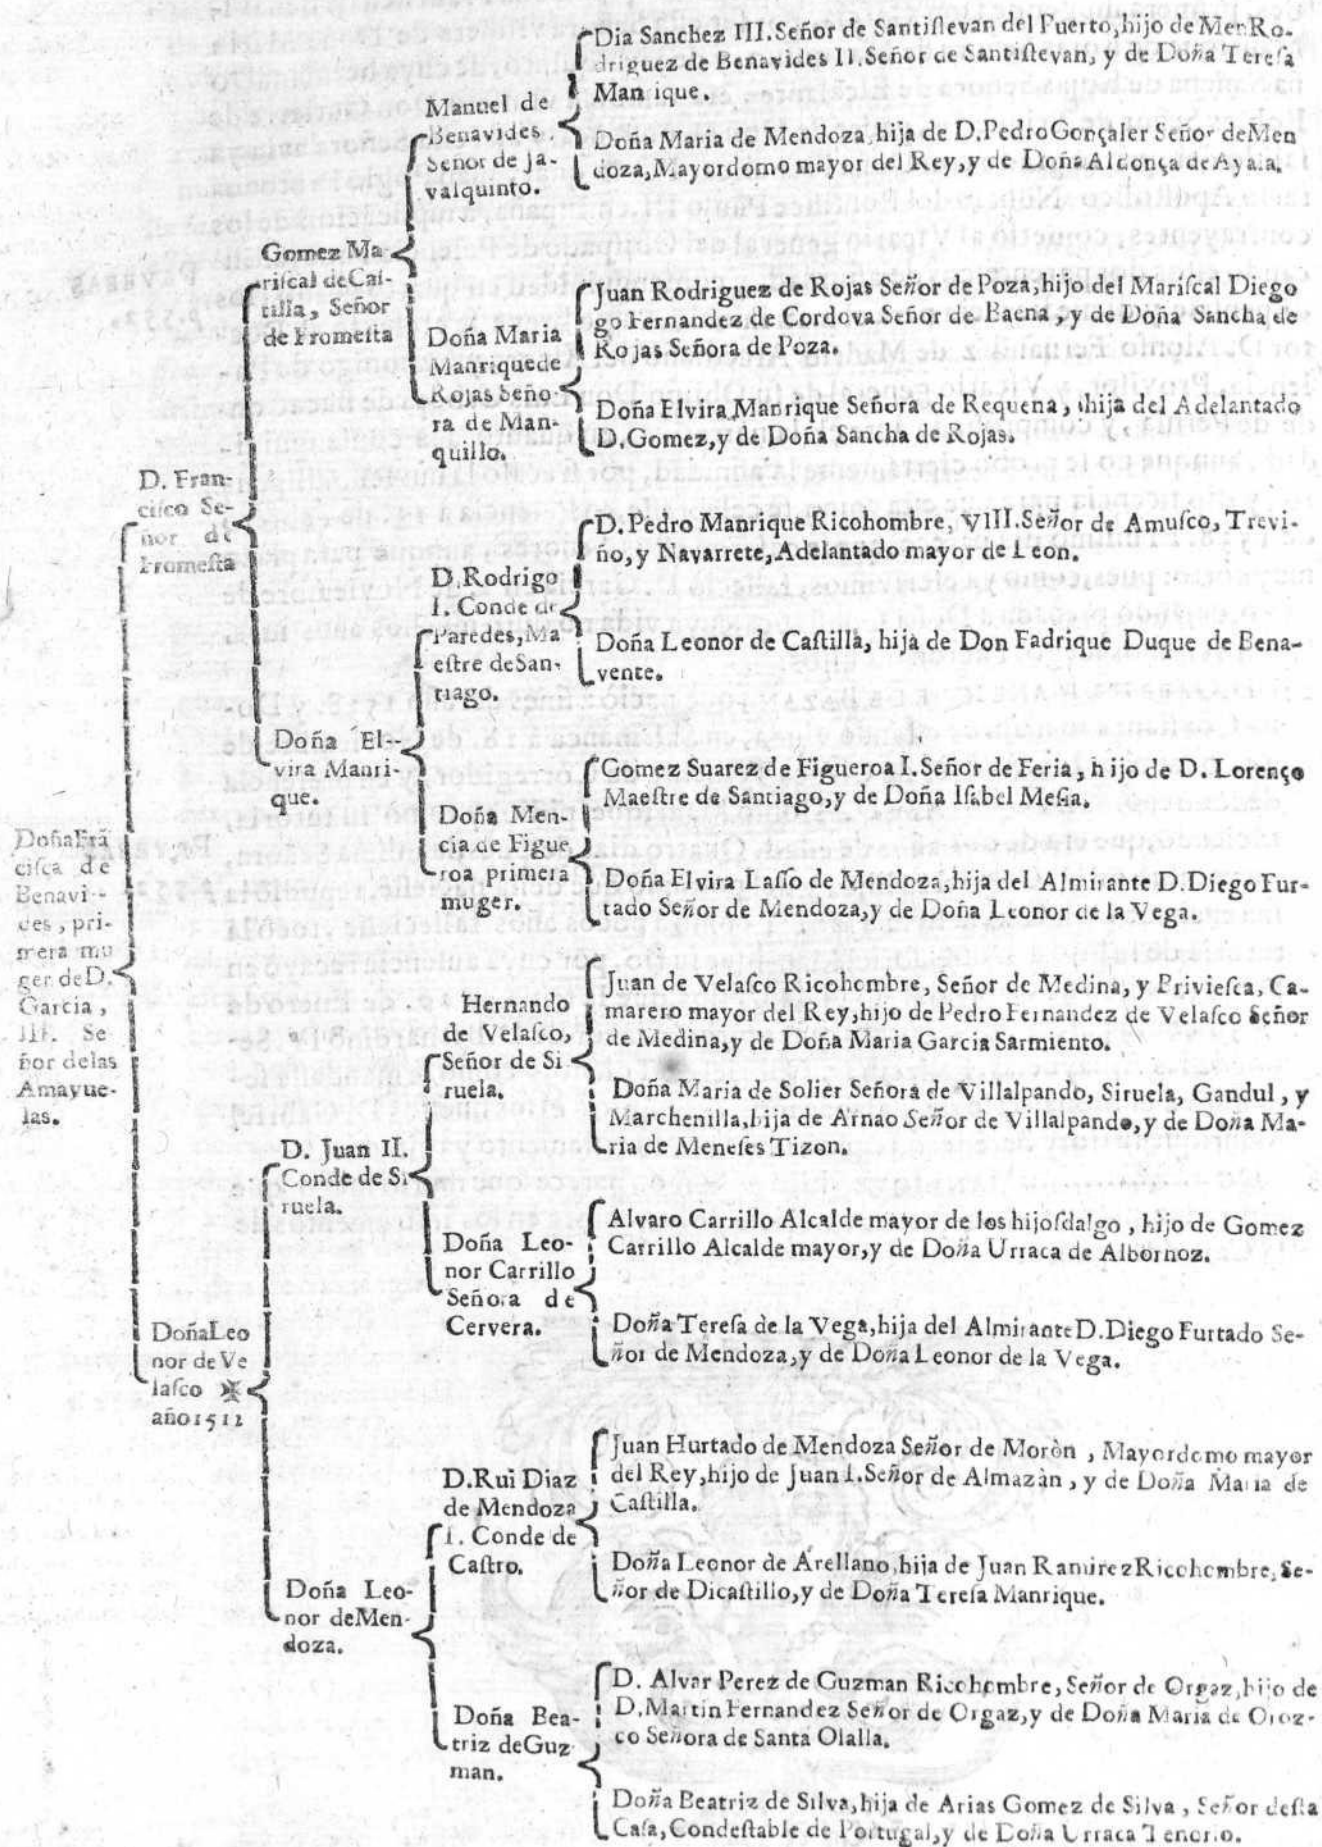 Doña Frã
cisca de
Benavi-
des, pri-
mera mu
ger de D.
Garcia,
III. Se
ñor de las
Amayue-
las.
D. Fran-
cisco Se-
ñor de
Fromesta
Doña Leo
nor de Ve
lasco ✠
año 1511
Gomez Ma-
riscal de Cas-
tilla, Señor
de Fromesta
Doña El-
vira Manri-
que.
D. Juan II.
Conde de Si
ruela.
Doña Leo-
nor de Men-
doza.
Manuel de
Benavides
Señor de Ja-
valquinto.
Doña Maria
Manrique de
Rojas Seño-
ra de Man-
quillo.
D. Rodrigo
I. Conde de
Paredes, Ma
estre de San-
tiago.
Doña Men-
cia de Figue
roa primera
muger.
Hernando
de Velasco,
Señor de Si
ruela.
Doña Leo-
nor Carrillo
Señora de
Cervera.
D. Rui Diaz
de Mendoza
I. Conde de
Castro.
Doña Bea-
triz de Guz
man.
Dia Sanchez III. Señor de Santistevan del Puerto, hijo de Men Ro-
driguez de Benavides II. Señor de Santistevan, y de Doña Teresa
Manrique.
Doña Maria de Mendoza, hija de D. Pedro Gonçalez Señor de Men
doza, Mayordomo mayor del Rey, y de Doña Aldonça de Ayala.
Juan Rodriguez de Rojas Señor de Poza, hijo del Mariscal Diego
go Fernandez de Cordova Señor de Baena, y de Doña Sancha de
Rojas Señora de Poza.
Doña Elvira Manrique Señora de Requena, hija del Adelantado
D. Gomez, y de Doña Sancha de Rojas.
D. Pedro Manrique Ricohombre, VIII. Señor de Amusco, Trevi-
ño, y Navarrete, Adelantado mayor de Leon.
Doña Leonor de Castilla, hija de Don Fadrique Duque de Bena-
vente.
Gomez Suarez de Figueroa I. Señor de Feria, hijo de D. Lorenço
Maestre de Santiago, y de Doña Isabel Mesia.
Doña Elvira Lasso de Mendoza, hija del Almirante D. Diego Fur-
tado Señor de Mendoza, y de Doña Leonor de la Vega.
Juan de Velasco Ricohombre, Señor de Medina, y Briviesca, Ca-
marero mayor del Rey, hijo de Pedro Fernandez de Velasco Señor
de Medina, y de Doña Maria Garcia Sarmiento.
Doña Maria de Solier Señora de Villalpando, Siruela, Gandul, y
Marchenilla, hija de Arnao Señor de Villalpando, y de Doña Ma-
ria de Meneses Tizon.
Alvaro Carrillo Alcalde mayor de los hijosdalgo, hijo de Gomez
Carrillo Alcalde mayor, y de Doña Urraca de Albornoz.
Doña Teresa de la Vega, hija del Almirante D. Diego Furtado Se-
ñor de Mendoza, y de Doña Leonor de la Vega.
Juan Hurtado de Mendoza Señor de Moròn, Mayordomo mayor
del Rey, hijo de Juan I. Señor de Almazàn, y de Doña Maria de
Castilla.
Doña Leonor de Arellano, hija de Juan Ramirez Ricohombre, Se-
ñor de Dicastillo, y de Doña Teresa Manrique.
D. Alvar Perez de Guzman Ricohombre, Señor de Orgaz, hijo de
D. Martin Fernandez Señor de Orgaz, y de Doña Maria de Oroz-
co Señora de Santa Olalla.
Doña Beatriz de Silva, hija de Arias Gomez de Silva, Señor desta
Casa, Condestable de Portugal, y de Doña Urraca Tenorio.